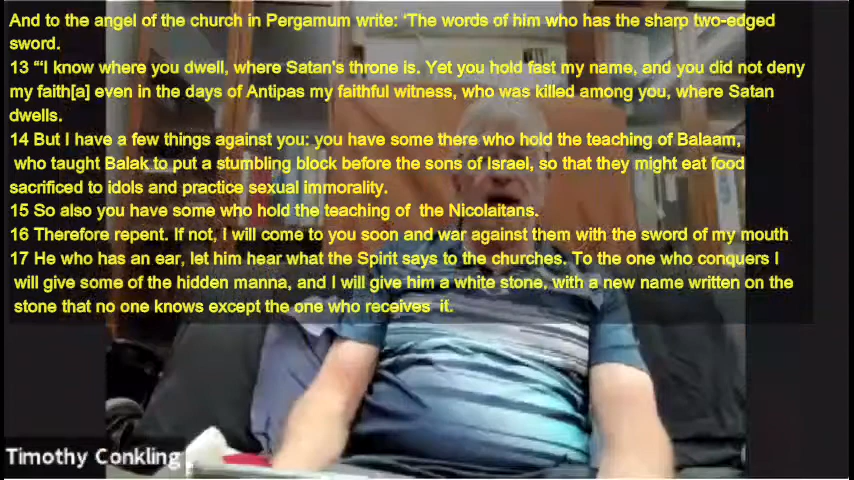 And to the angel of the church in Pergamum write: ‘The words of him who has the sharp two-edged
sword.
13 “‘I know where you dwell, where Satan's throne is. Yet you hold fast my name, and you did not deny
my faith[a] even in the days of Antipas my faithful witness, who was killed among you, where Satan
dwells.
14 But I have a few things against you: you have some there who hold the teaching of Balaam,
who taught Balak to put a stumbling block before the sons of Israel, so that they might eat food
sacrificed to idols and practice sexual immorality.
15 So also you have some who hold the teaching of the Nicolaitans.
16 Therefore repent. If not, I will come to you soon and war against them with the sword of my mouth
17 He who has an ear, let him hear what the Spirit says to the churches. To the one who conquers I
will give some of the hidden manna, and I will give him a white stone, with a new name written on the
stone that no one knows except the one who receives it.
Timothy Conkling